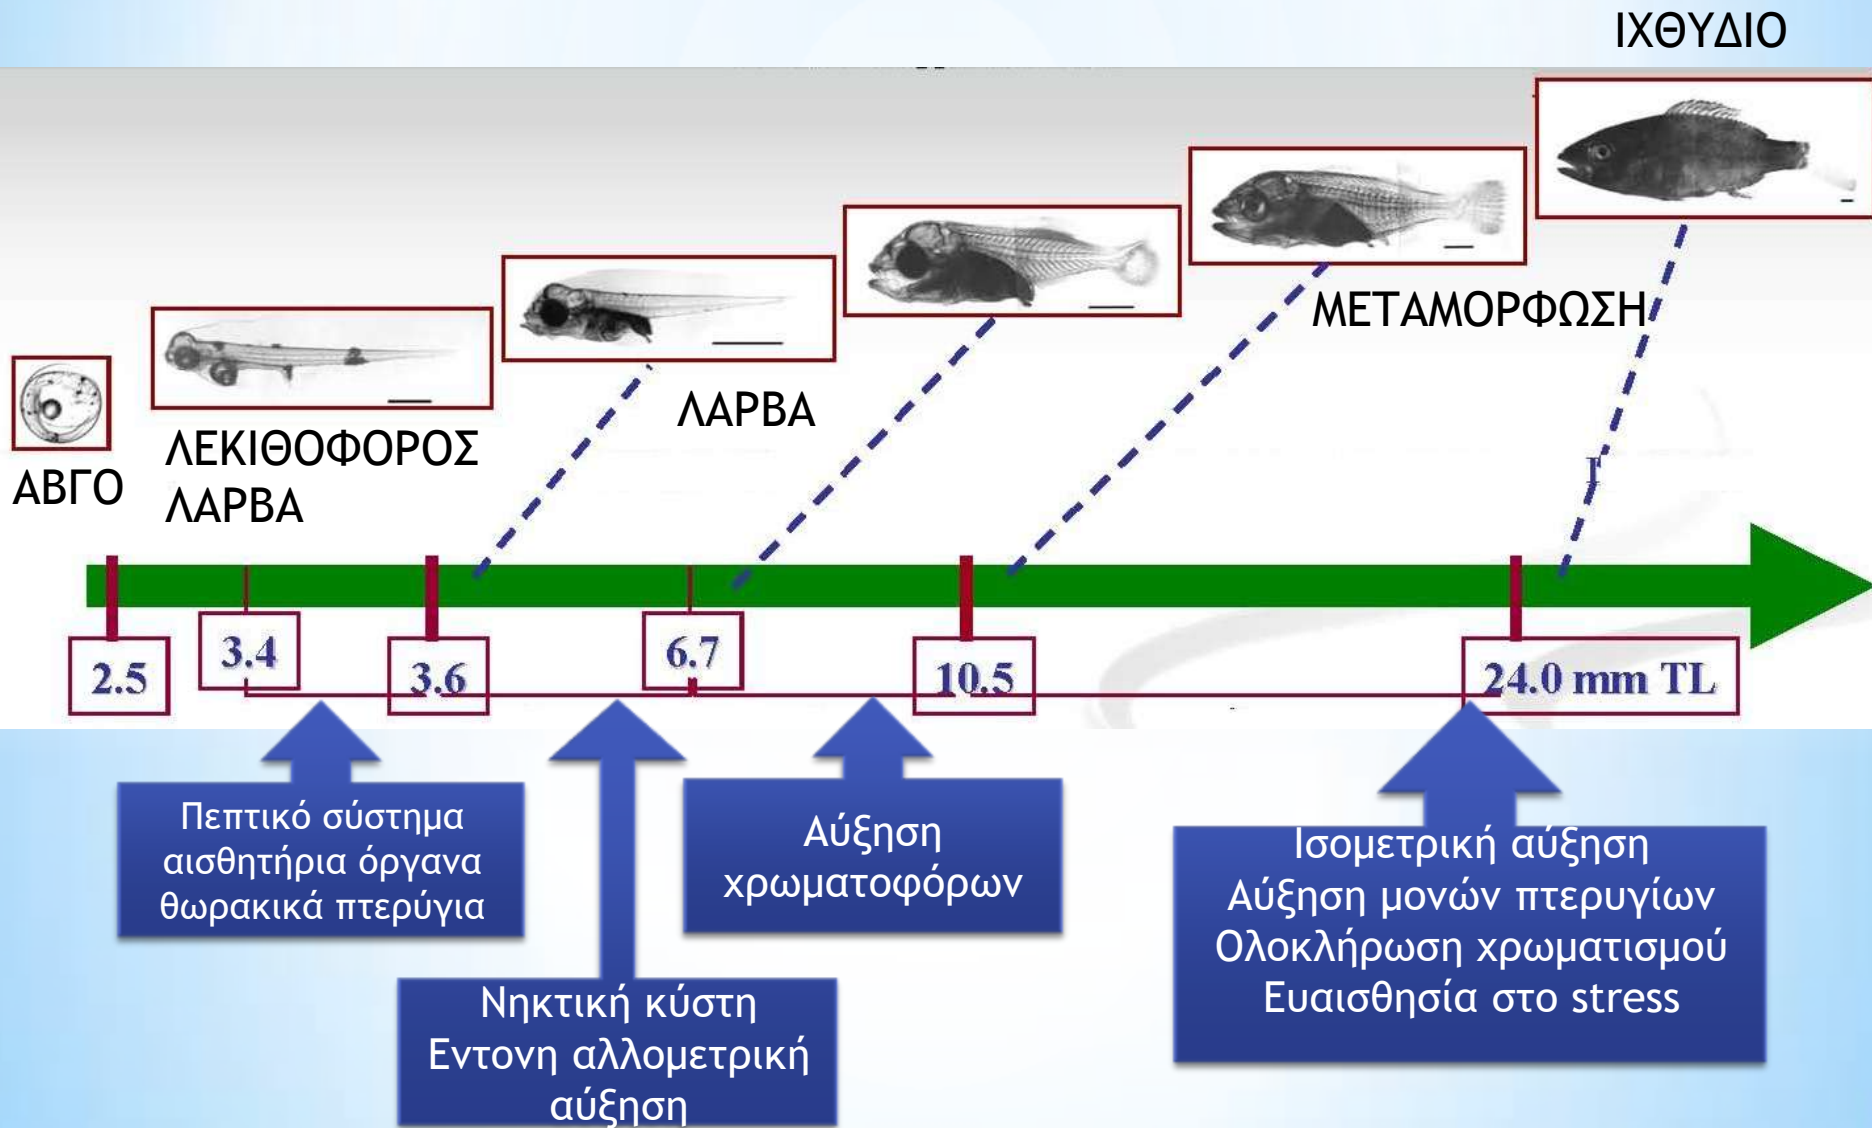 ΙΧΘΥΔΙΟ
ΜΕΤΑΜΟΡΦΩΣΗ
ΛΑΡΒΑ
ΛΕΚΙΘΟΦΟΡΟΣ
ΛΑΡΒΑ
ΑΒΓΟ
2.5
3.4
3.6
6.7
10.5
24.0 mm TL
Πεπτικό σύστημα
αισθητήρια όργανα
θωρακικά πτερύγια
Νηκτική κύστη
Εντονη αλλομετρική
αύξηση
Αύξηση
χρωματοφόρων
Ισομετρική αύξηση
Αύξηση μονών πτερυγίων
Ολοκλήρωση χρωματισμού
Ευαισθησία στο stress